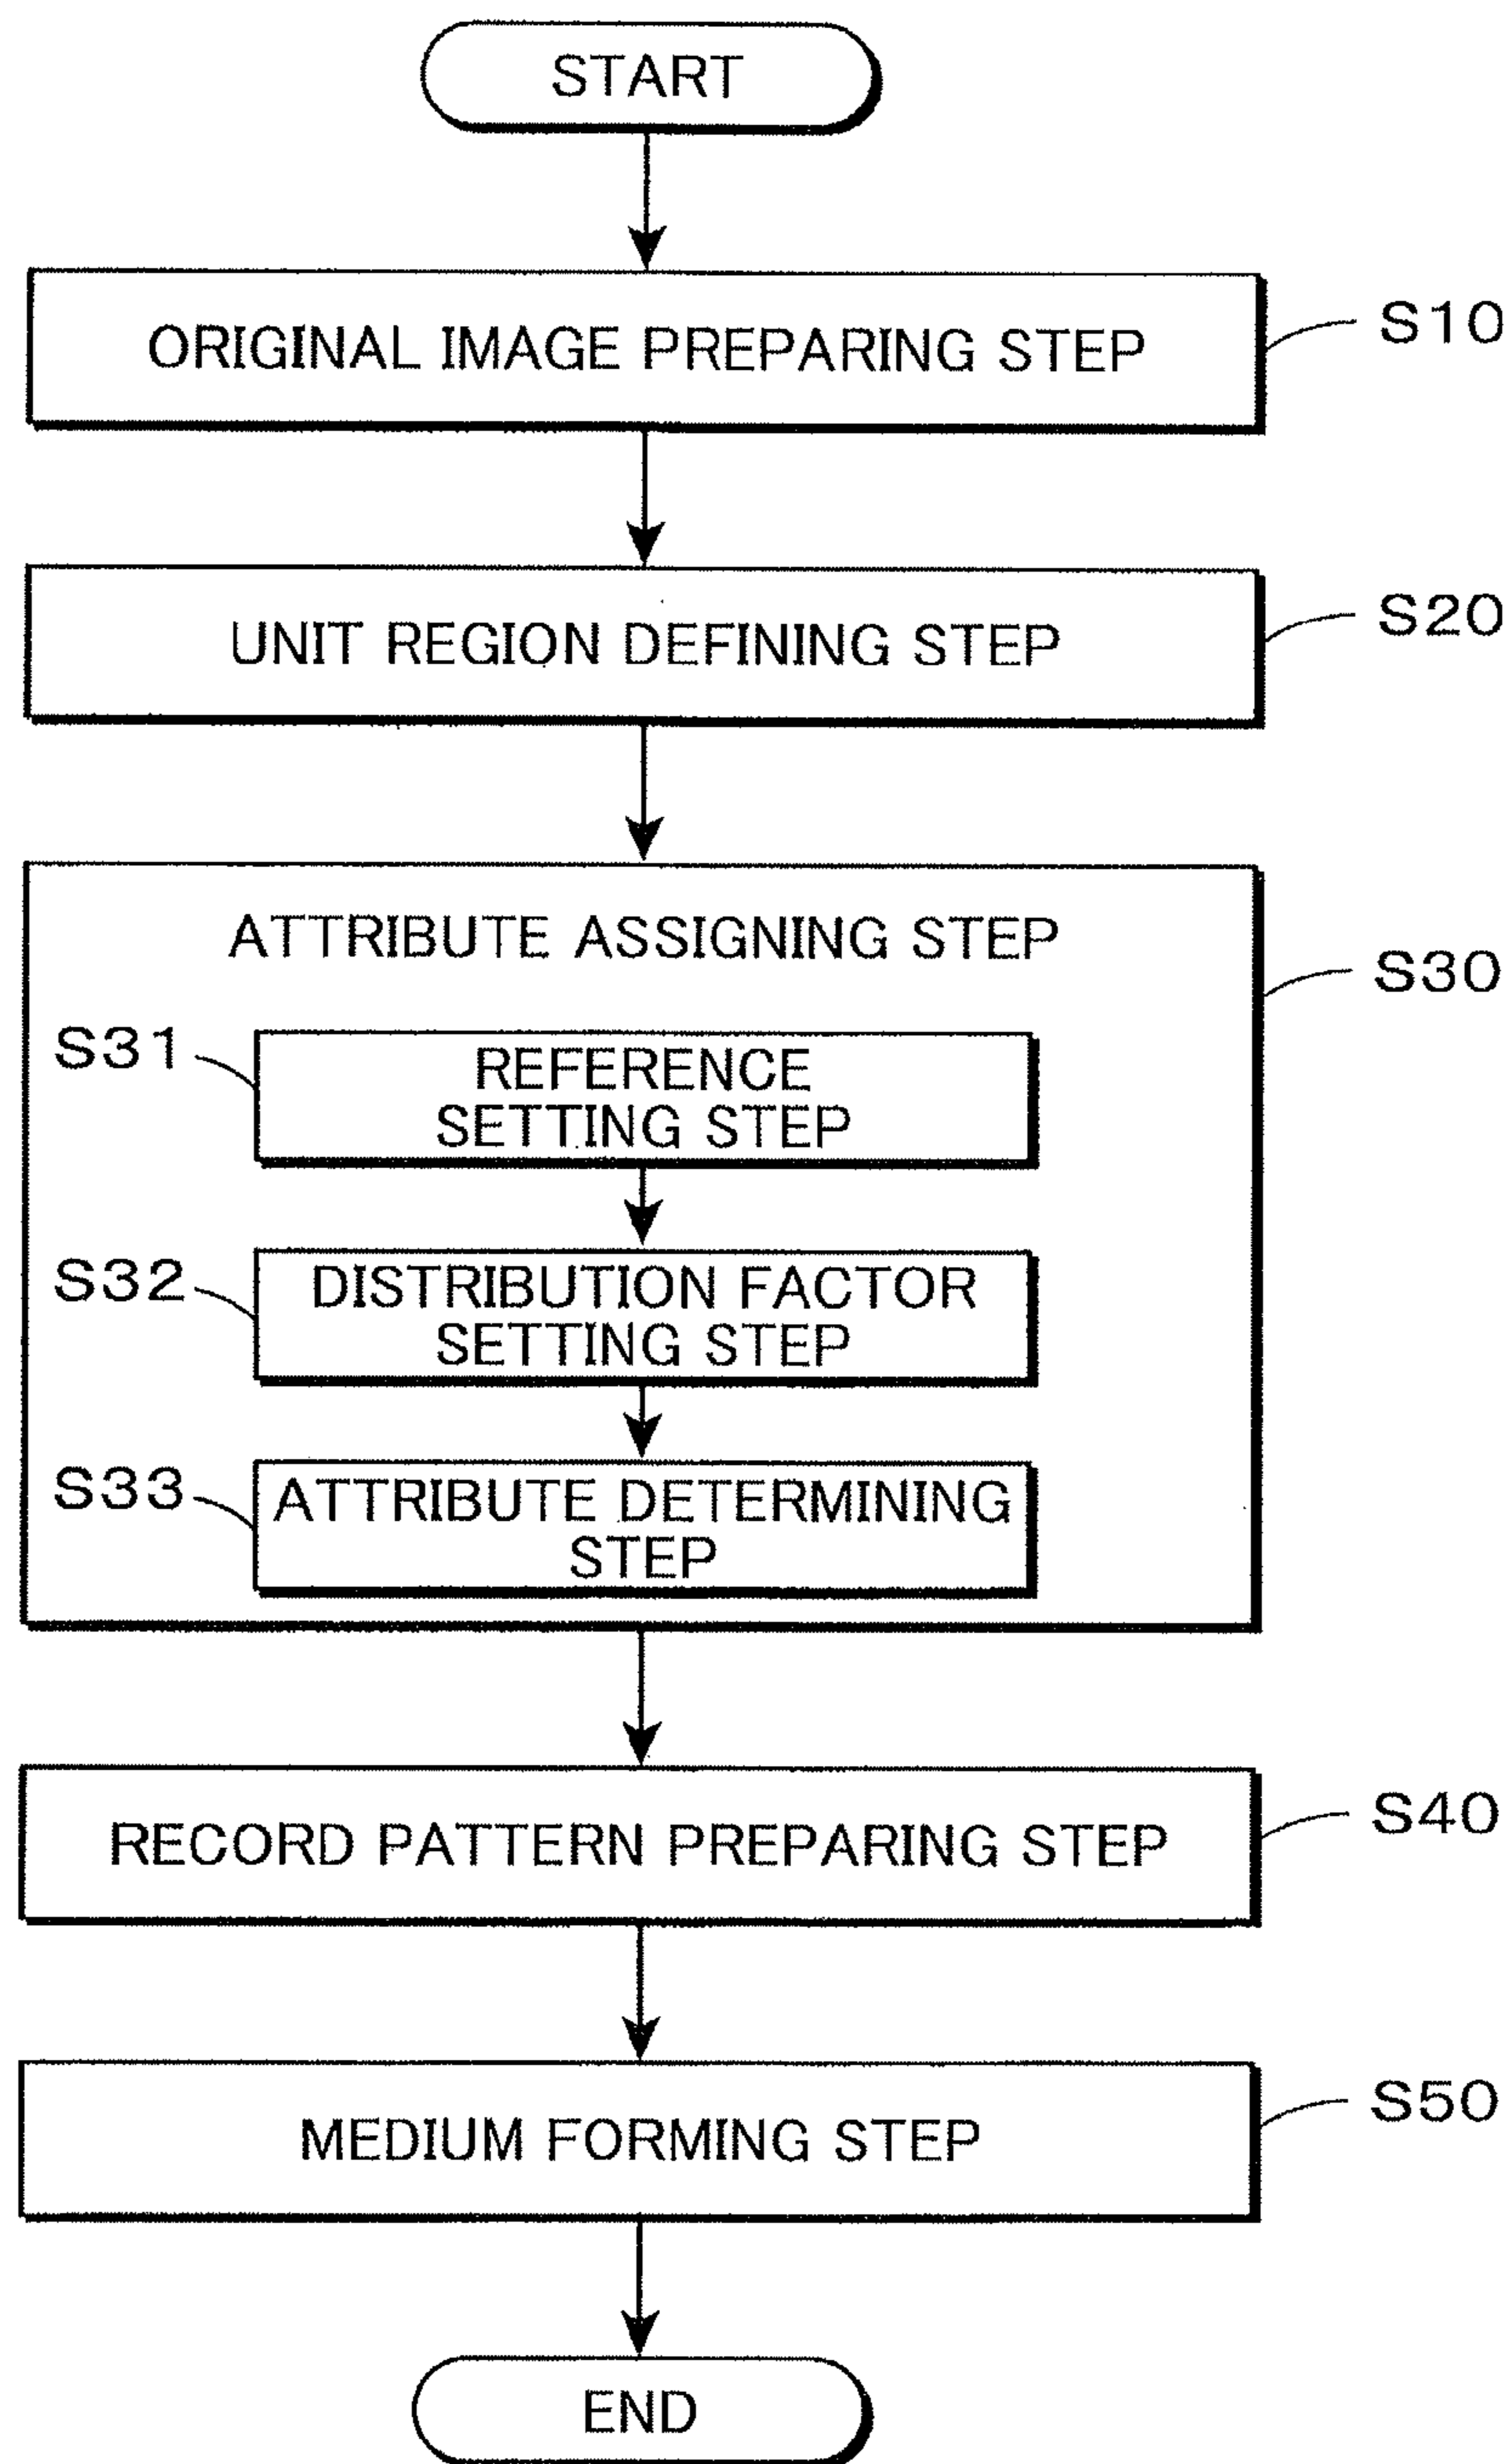 START
ORIGINAL IMAGE PREPARING STEP
S10
UNIT REGION DEFINING STEP
S20
ATTRIBUTE ASSIGNING STEP
S30
S31
REFERENCE
SETTING STEP
S32
DISTRIBUTION FACTOR
SETTING STEP
S33
ATTRIBUTE DETERMINING
STEP
RECORD PATTERN PREPARING STEP
S40
MEDIUM FORMING STEP
S50
END